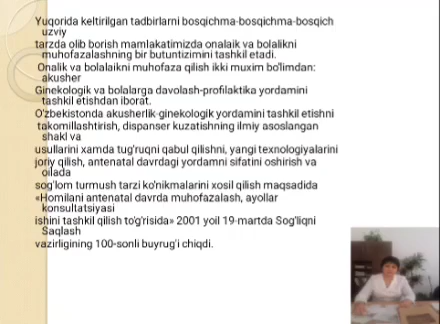 Yuqorida keltirilgan tadbirlarni bosqichma-bosqichma-bosqich
uzviy
tarzda olib borish mamlakatimizda onalaik va bolalikni
muhofazalashning bir butuntizimini tashkil etadi.
Onalik va bolalaikni muhofaza qilish ikki muxim bo'limdan:
akusher
Ginekologik va bolalarga davolash-profilaktika yordamini
tashkil etishdan iborat.
O'zbekistonda akusherlik-ginekologik yordamini tashkil etishni
takomillashtirish, dispanser kuzatishning ilmiy asoslangan
shakl va
usullarini xamda tug'ruqni qabul qilishni, yangi texnologiyalarini
joriy qilish, antenatal davrdagi yordamni sifatini oshirish va
oilada
sog'lom turmush tarzi ko'nikmalarini xosil qilish maqsadida
«Homilani antenatal davrda muhofazalash, ayollar
konsultatsiyasi
ishini tashkil qilish to'g'risida» 2001 yoil 19-martda Sog'liqni
Saqlash
vazirligining 100-sonli buyrug'i chiqdi.